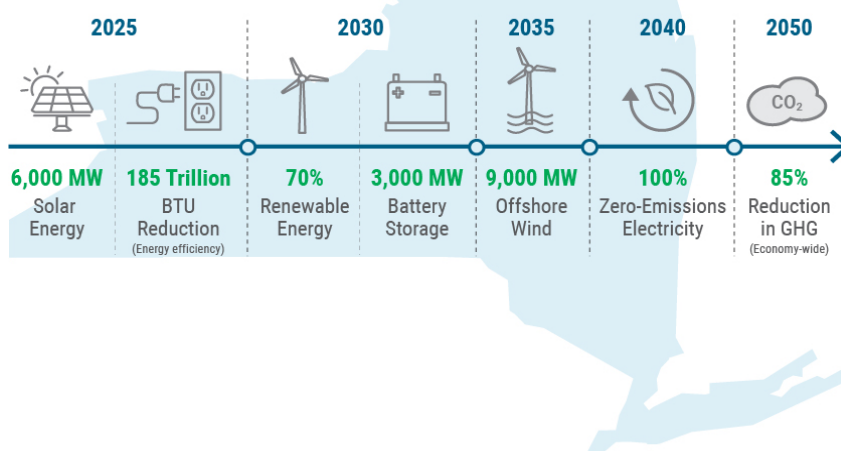 2025
2030
2035
2040
2050
CO₂
6,000 MW
Solar
Energy
185 Trillion
BTU
Reduction
(Energy efficiency)
70%
Renewable
Energy
3,000 MW
Battery
Storage
9,000 MW
Offshore
Wind
100%
Zero-Emissions
Electricity
85%
Reduction
in GHG
(Economy-wide)